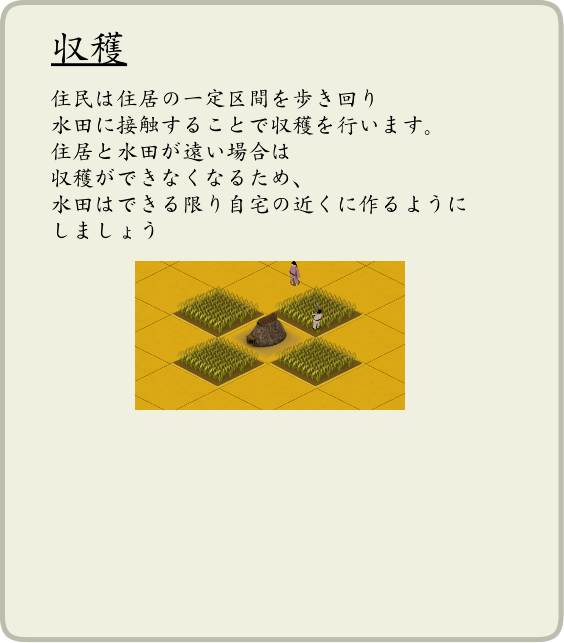 収穫
住民は住居の一定区間を歩き回り
水田に接触することで収穫を行います。
住居と水田が遠い場合は
収穫ができなくなるため、
水田はできる限り自宅の近くに作るように
しましょう